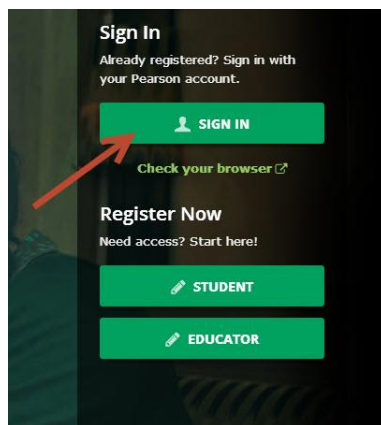 Sign In
Already registered? Sign in with
your Pearson account.
SIGN IN
Check your browser
Register Now
Need access? Start here!
STUDENT
EDUCATOR